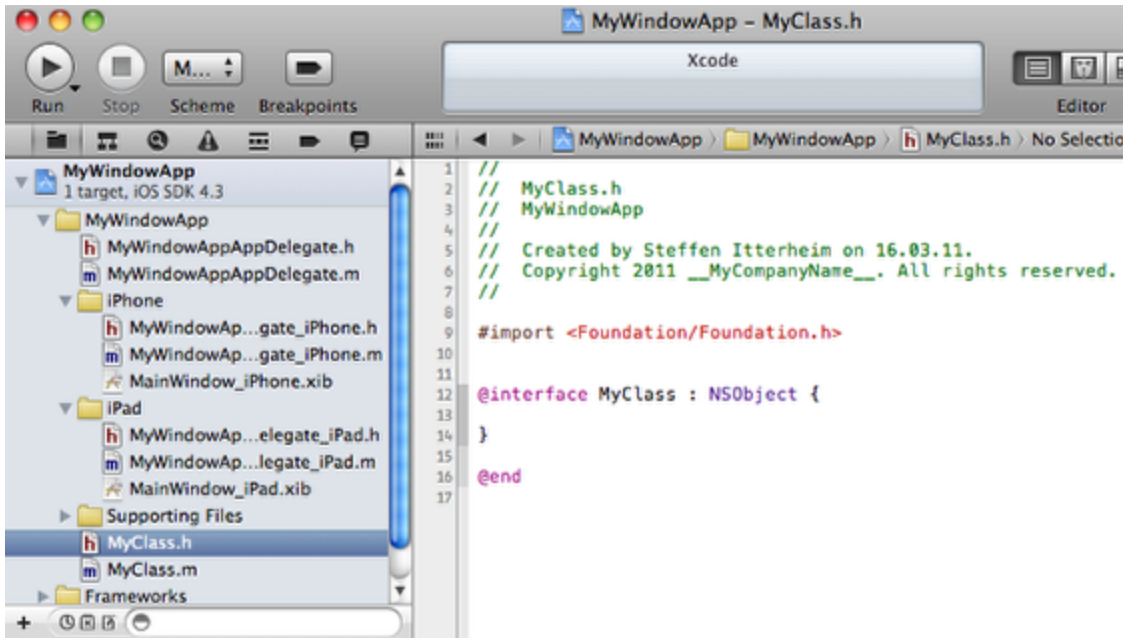 MyWindowApp – MyClass.h
M...
Xcode
Run Stop Scheme Breakpoints Editor
MyWindowApp MyWindowApp h MyClass.h No Selectio
MyWindowApp
1 target, iOS SDK 4.3
MyWindowApp
h MyWindowAppAppDelegate.h
m MyWindowAppAppDelegate.m
iPhone
h MyWindowAp...gate_iPhone.h
m MyWindowAp...gate_iPhone.m
MainWindow_iPhone.xib
iPad
h MyWindowAp...elegate_iPad.h
m MyWindowAp...legate_iPad.m
MainWindow_iPad.xib
Supporting Files
h MyClass.h
m MyClass.m
Frameworks
1 //
2 //  MyClass.h
3 //  MyWindowApp
4 //
5 //  Created by Steffen Itterheim on 16.03.11.
6 //  Copyright 2011 __MyCompanyName__. All rights reserved.
7 //
8
9 #import <Foundation/Foundation.h>
10
11
12 @interface MyClass : NSObject {
13
14 }
15
16 @end
17